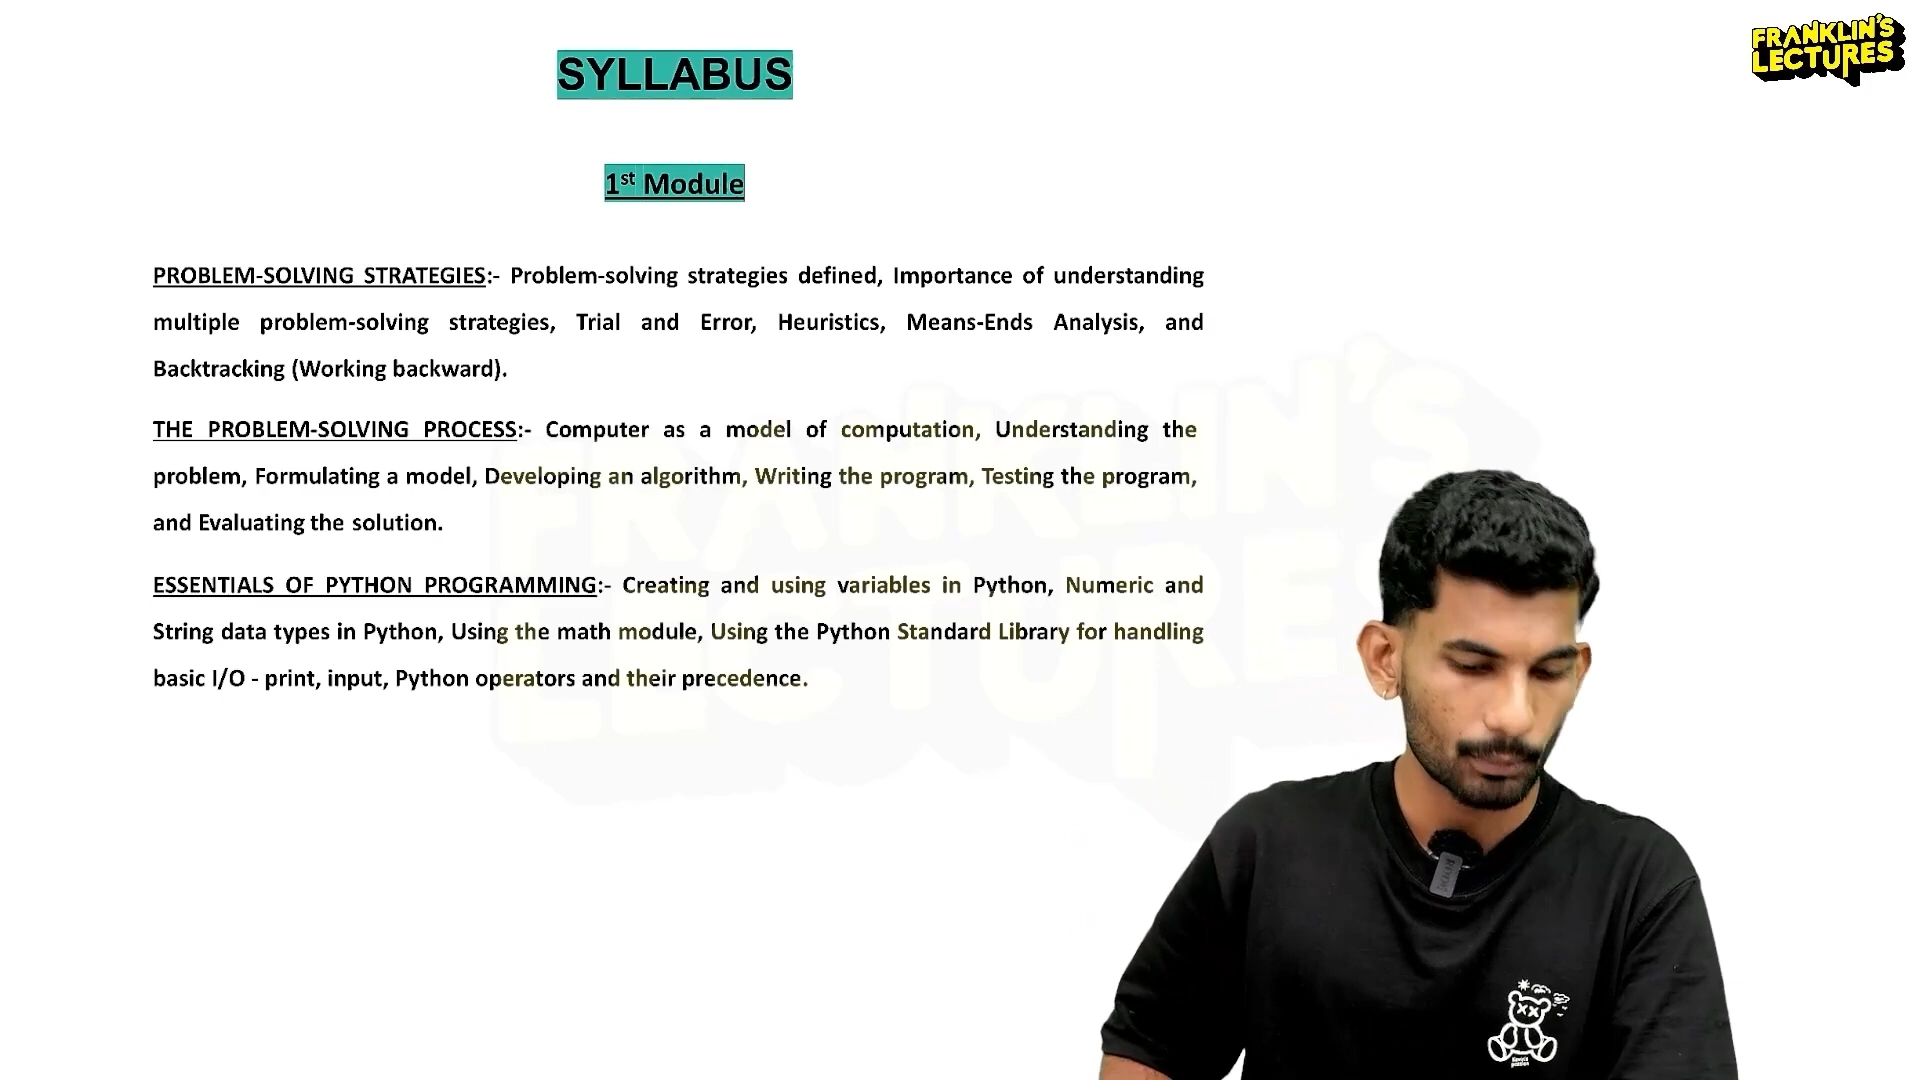 FRANKLIN'S
LECTURES
SYLLABUS
1st Module
PROBLEM-SOLVING STRATEGIES:- Problem-solving strategies defined, Importance of understanding
multiple problem-solving strategies, Trial and Error, Heuristics, Means-Ends Analysis, and
Backtracking (Working backward).
THE PROBLEM-SOLVING PROCESS:- Computer as a model of computation, Understanding the
problem, Formulating a model, Developing an algorithm, Writing the program, Testing the program,
and Evaluating the solution.
ESSENTIALS OF PYTHON PROGRAMMING:- Creating and using variables in Python, Numeric and
String data types in Python, Using the math module, Using the Python Standard Library for handling
basic I/O - print, input, Python operators and their precedence.
FRANKLIN'S
LECTURES